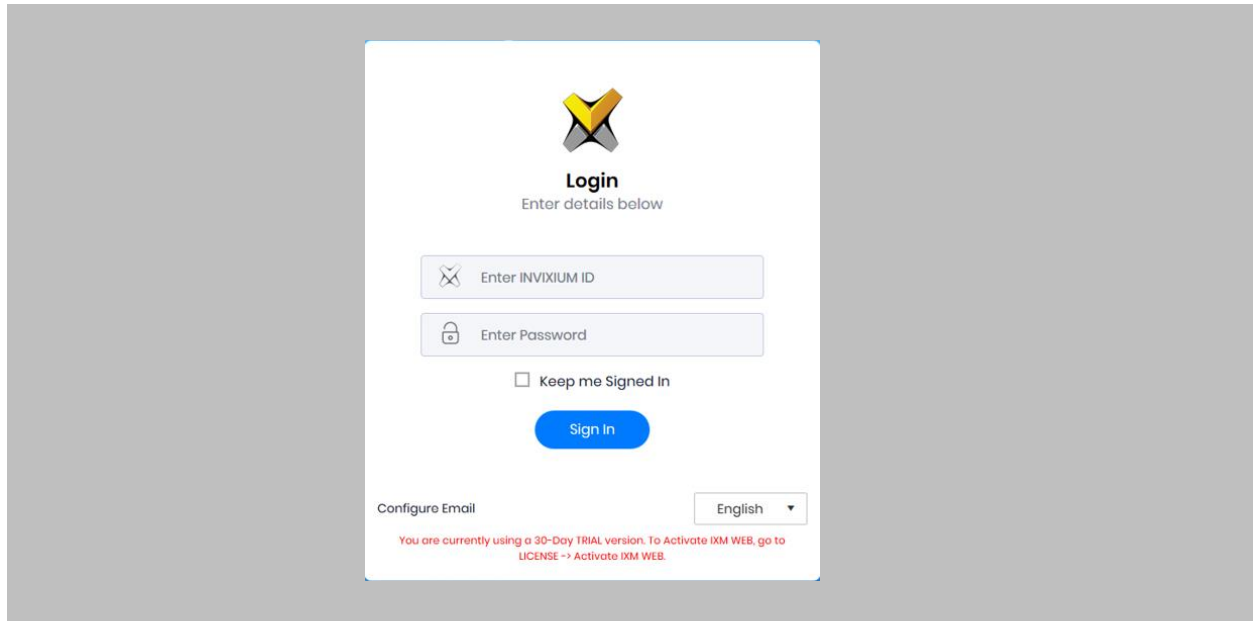 Login
Enter details below
Enter INVIXIUM ID
Enter Password
Keep me Signed In
Sign In
Configure Email
English
You are currently using a 30-Day TRIAL version. To Activate IXM WEB, go to
LICENSE -> Activate IXM WEB.